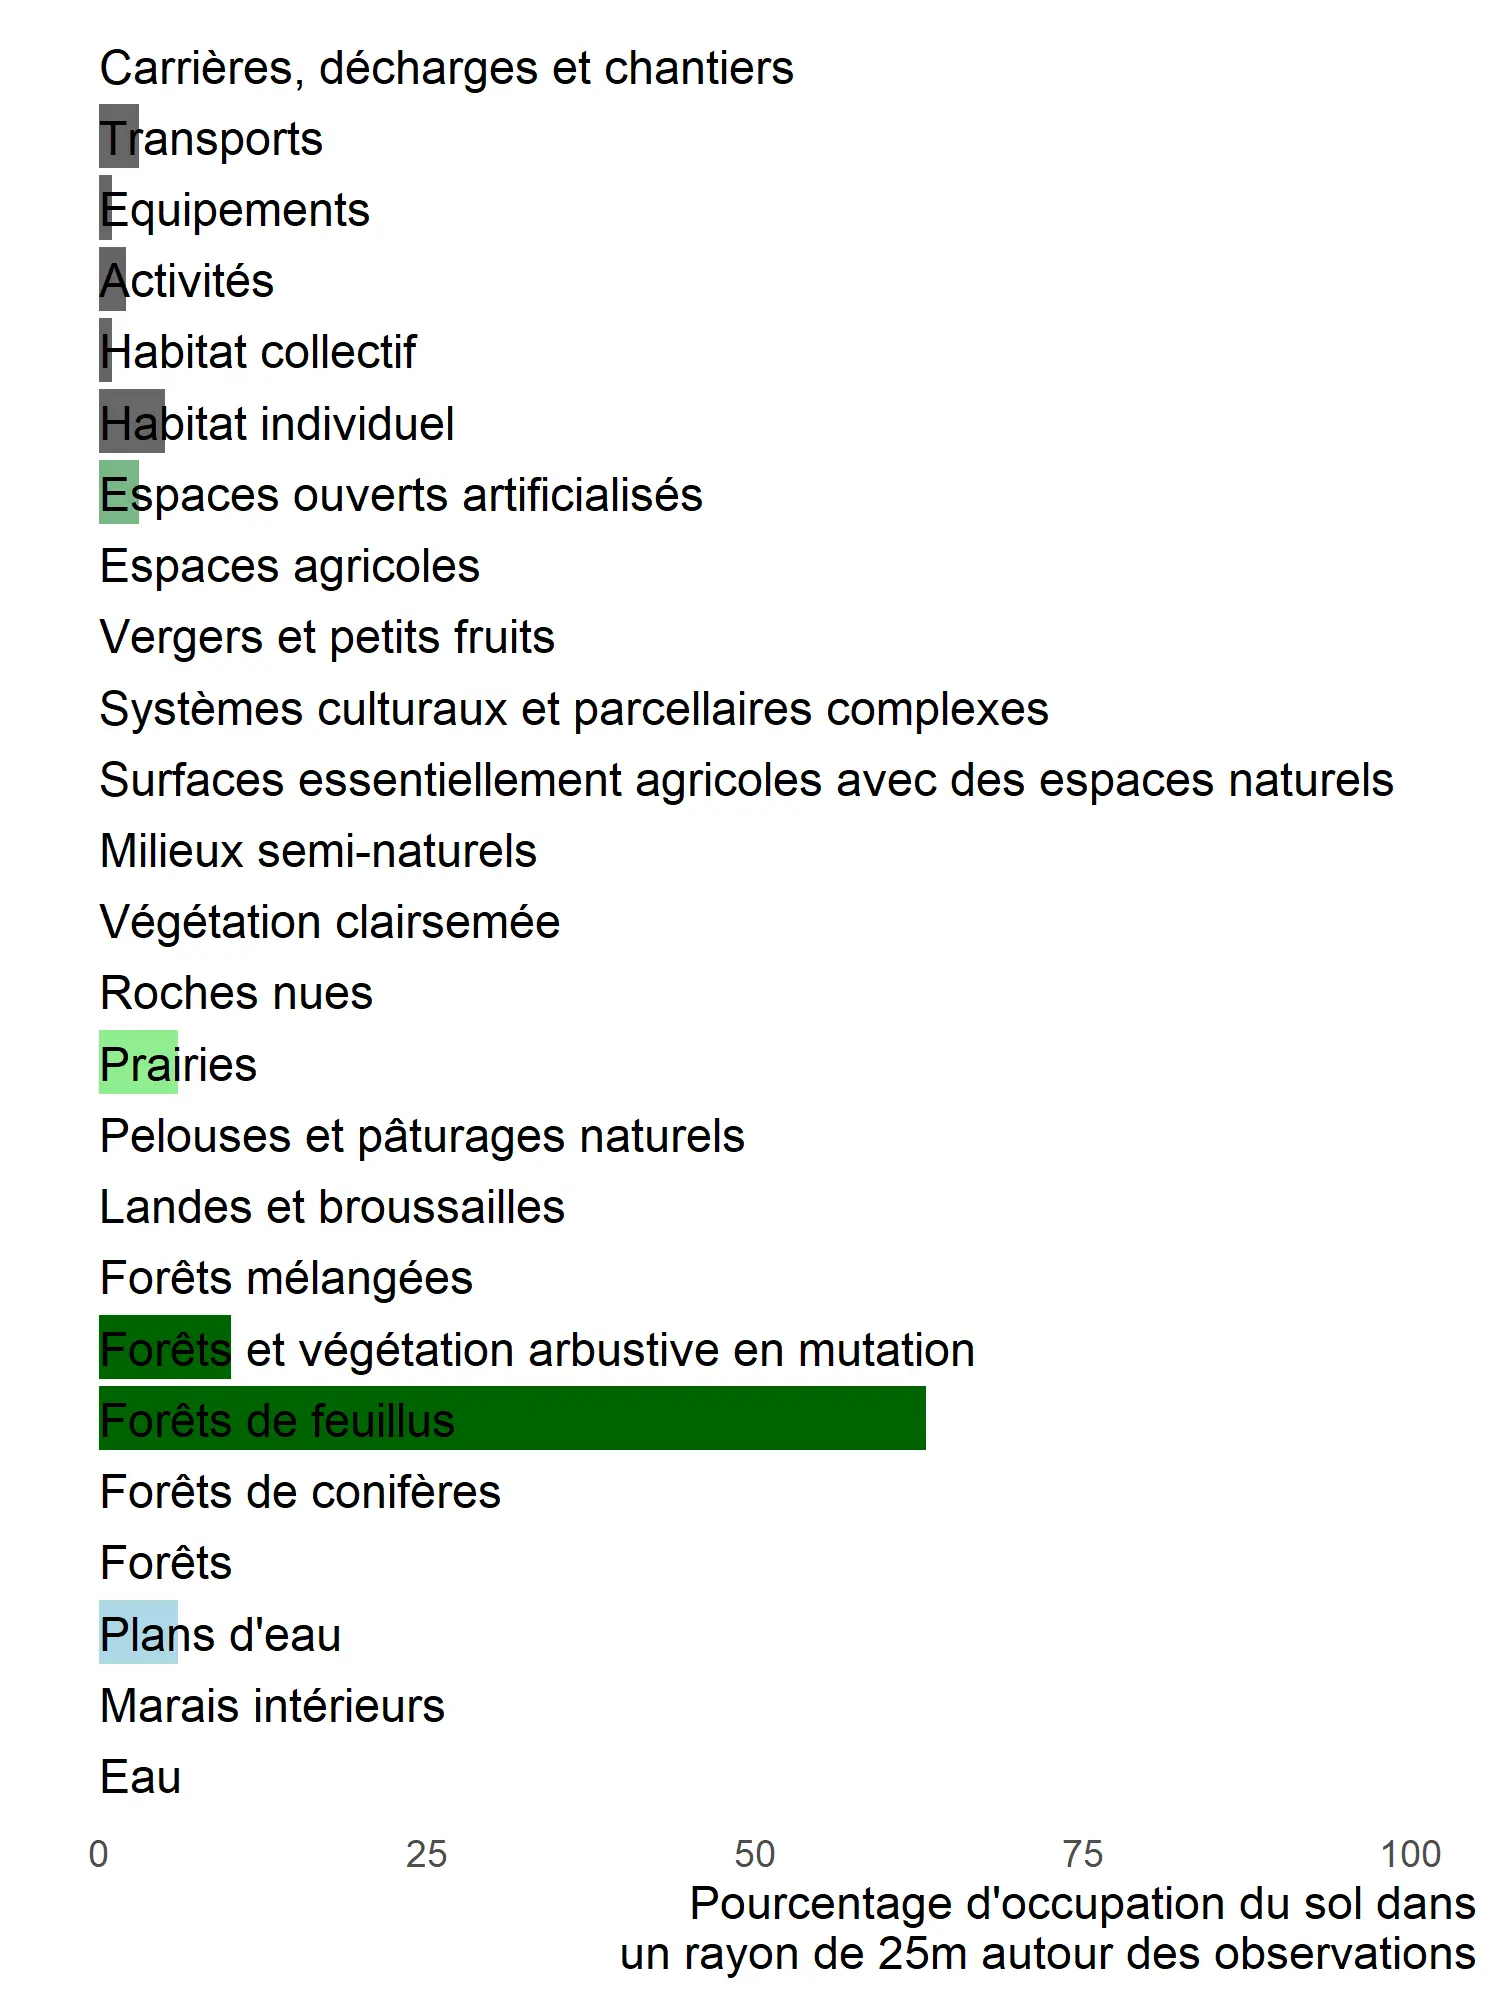 Carrières, décharges et chantiers
Transports
Equipements
Activités
Habitat collectif
Habitat individuel
Espaces ouverts artificialisés
Espaces agricoles
Vergers et petits fruits
Systèmes culturaux et parcellaires complexes
Surfaces essentiellement agricoles avec des espaces naturels
Milieux semi-naturels
Végétation clairsemée
Roches nues
Prairies
Pelouses et pâturages naturels
Landes et broussailles
Forêts mélangées
Forêts et végétation arbustive en mutation
Forêts de feuillus
Forêts de conifères
Forêts
Plans d'eau
Marais intérieurs
Eau
0 25 50 75 100
Pourcentage d'occupation du sol dans
un rayon de 25m autour des observations